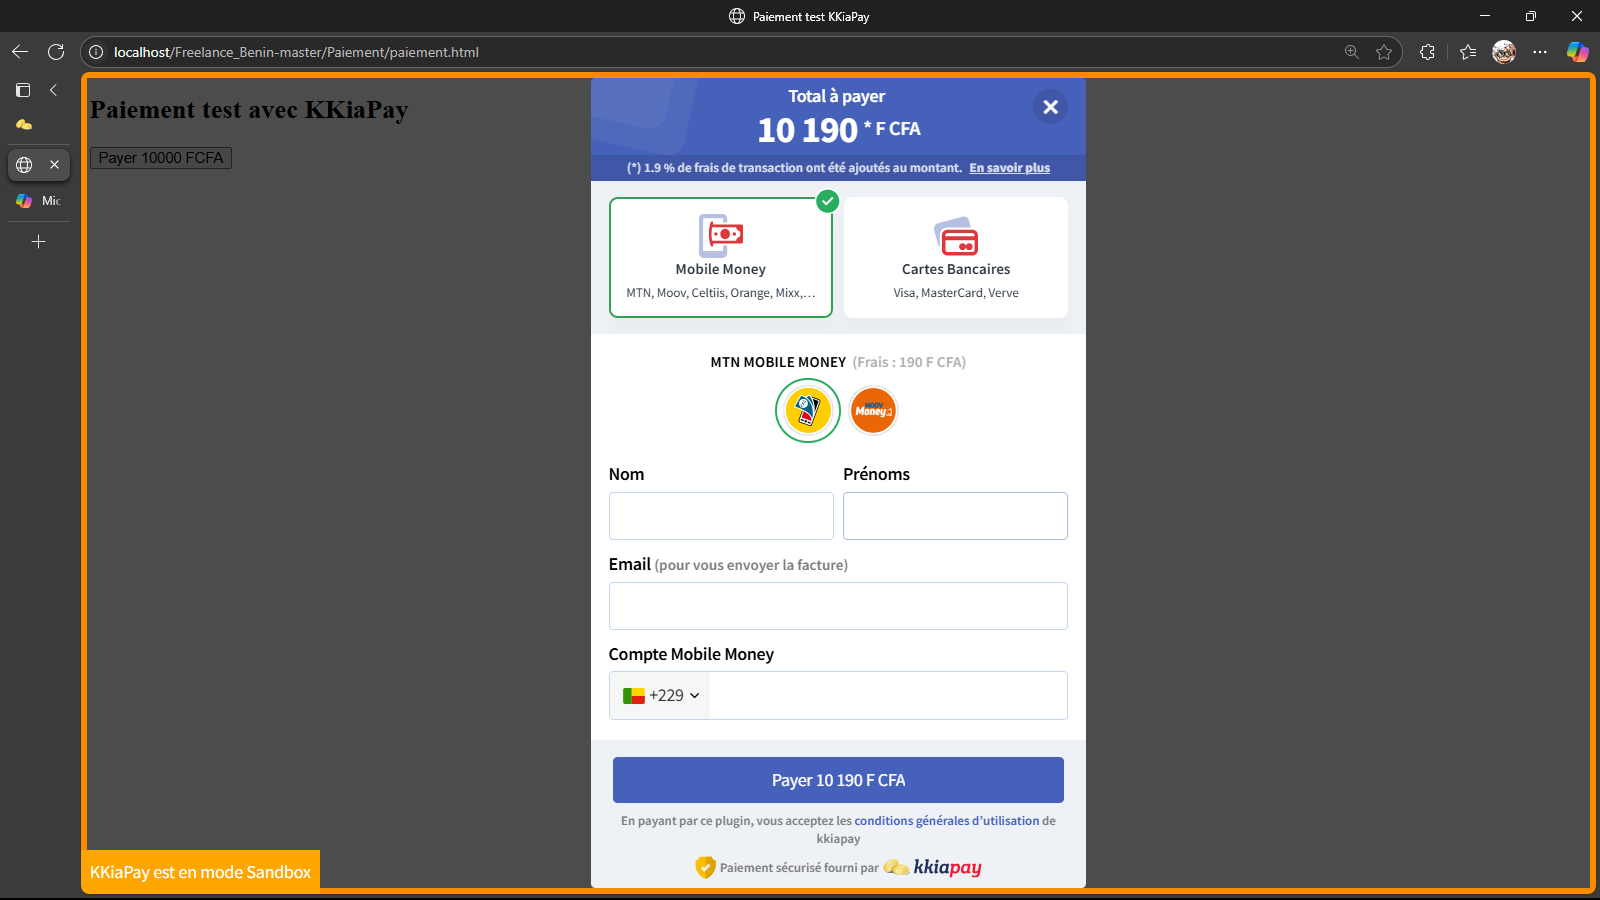 Paiement test KKiaPay
localhost/Freelance_Benin-master/Paiement/paiement.html
Mic
Paiement test avec KKiaPay
Payer 10000 FCFA
Total à payer
10 190 * F CFA
(*) 1.9 % de frais de transaction ont été ajoutés au montant. En savoir plus
Mobile Money
MTN, Moov, Celtiis, Orange, Mixx,...
Cartes Bancaires
Visa, MasterCard, Verve
MTN MOBILE MONEY (Frais : 190 F CFA)
MOOV
Money
Nom
Prénoms
Email (pour vous envoyer la facture)
Compte Mobile Money
+229
Payer 10 190 F CFA
En payant par ce plugin, vous acceptez les conditions générales d'utilisation de
kkiapay
Paiement sécurisé fourni par kkiapay
KKiaPay est en mode Sandbox